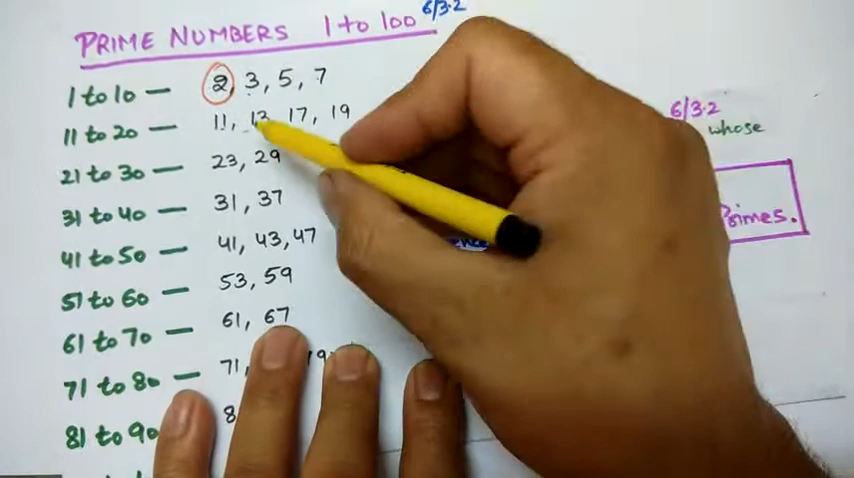 PRIME NUMBERS 1 to 100 6/3·2
1 to 10 — 2, 3, 5, 7
11 to 20 — 11, 13, 17, 19
21 to 30 — 23, 29
31 to 40 — 31, 37
41 to 50 — 41, 43, 47
51 to 60 — 53, 59
61 to 70 — 61, 67
71 to 80 — 71,
81 to 90
6/3·2
whose
Primes.